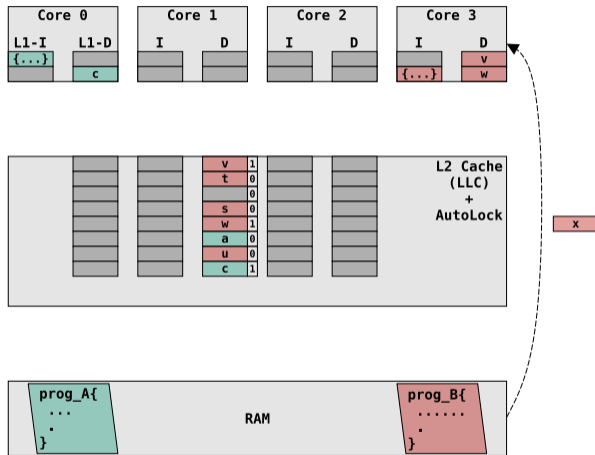 Core 0
Core 1
Core 2
Core 3
L1-I
L1-D
I
D
I
D
I
D
{...}
c
{...}
v
w
v 1
t 0
0
s 0
w 1
a 0
u 0
c 1
L2 Cache
(LLC)
+
AutoLock
x
prog_A{
...
.
}
RAM
prog_B{
......
.
}